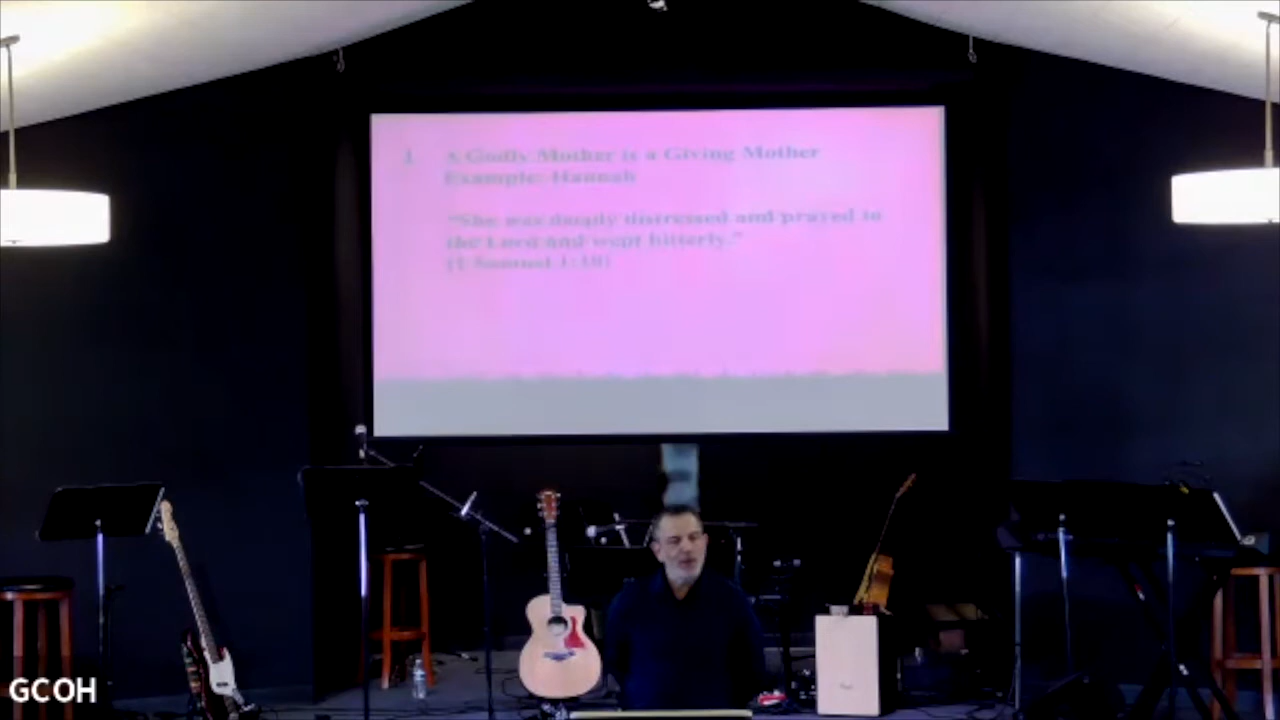 1. A Godly Mother is a Giving Mother
Example: Hannah
"She was deeply distressed and prayed to
the Lord and wept bitterly."
(1 Samuel 1:10)
GCOH